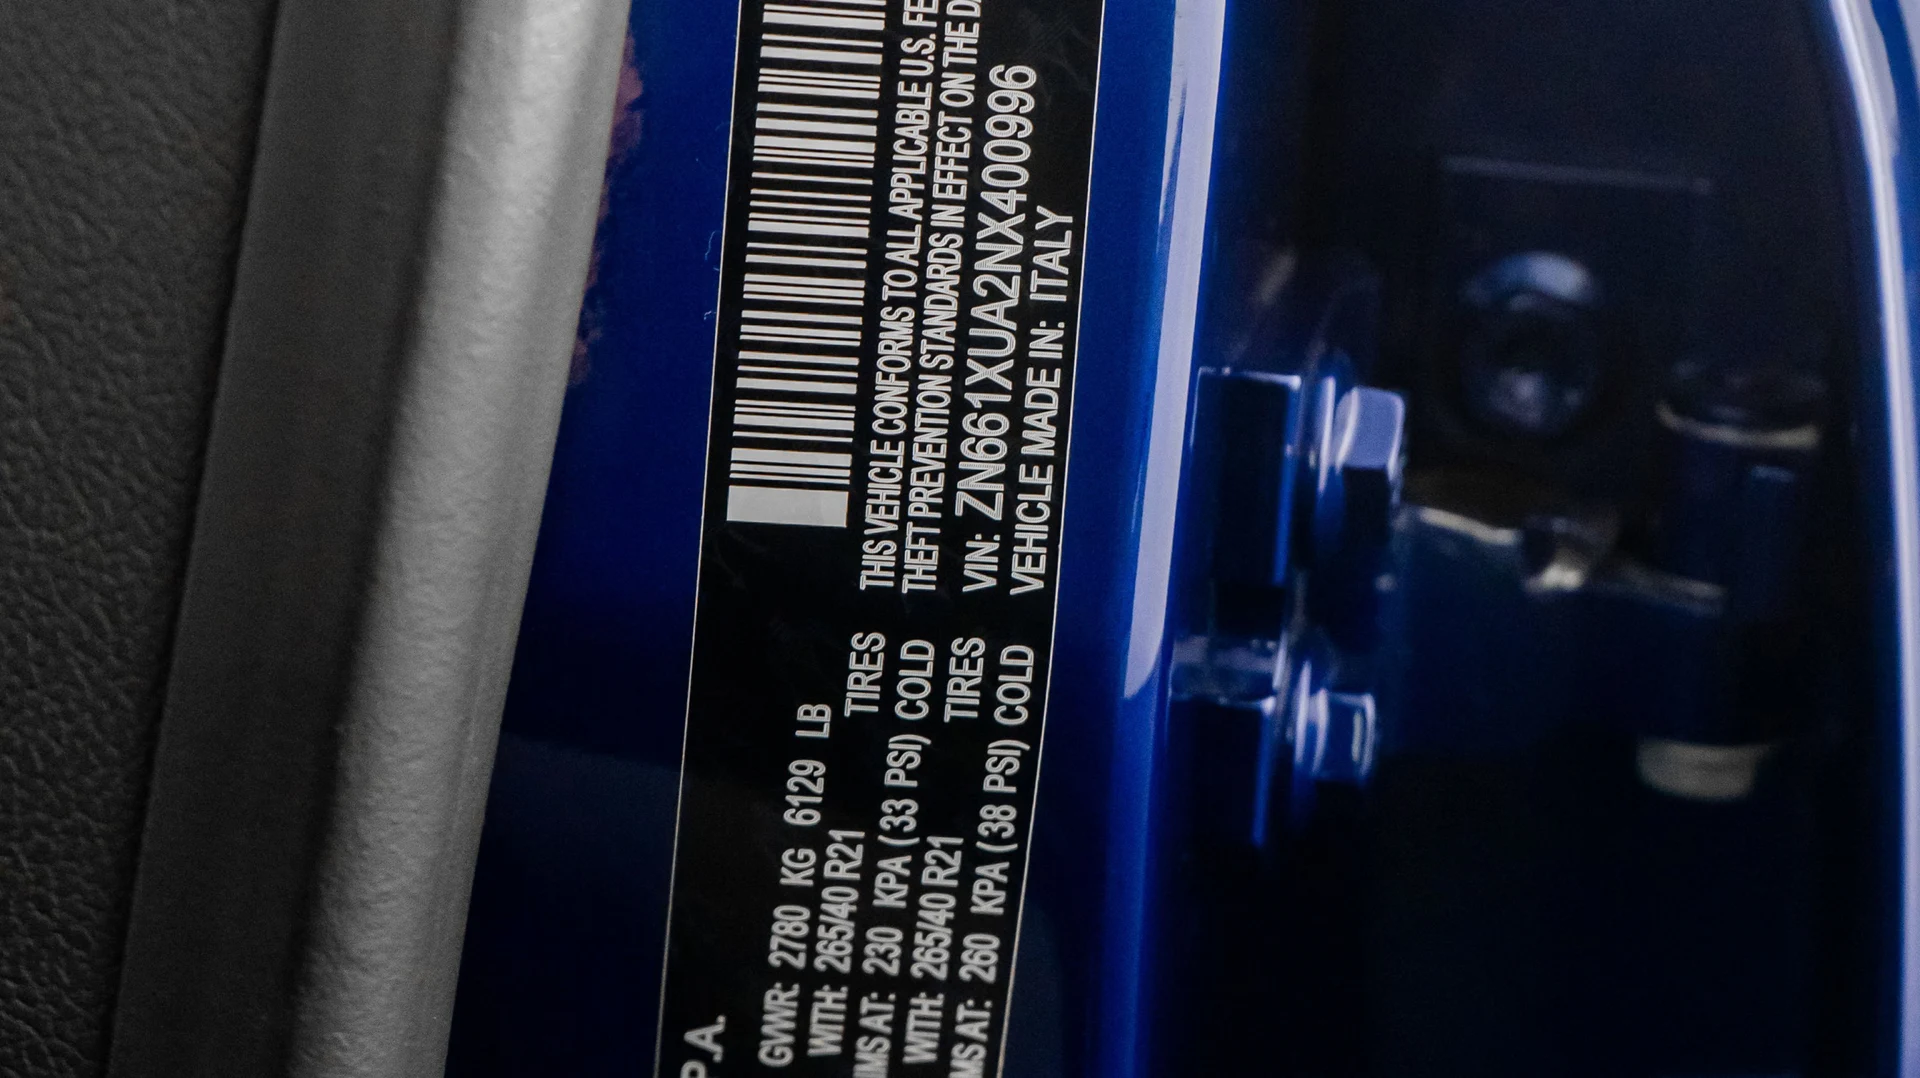 P.A.
GVWR: 2780 KG 6129 LB
WITH: 265/40 R21 TIRES
IMS AT: 230 KPA (33 PSI) COLD
WITH: 265/40 R21 TIRES
MS AT: 260 KPA (38 PSI) COLD
THIS VEHICLE CONFORMS TO ALL APPLICABLE U.S. FE
THEFT PREVENTION STANDARDS IN EFFECT ON THE D
VIN: ZN661XUA2NX400996
VEHICLE MADE IN: ITALY